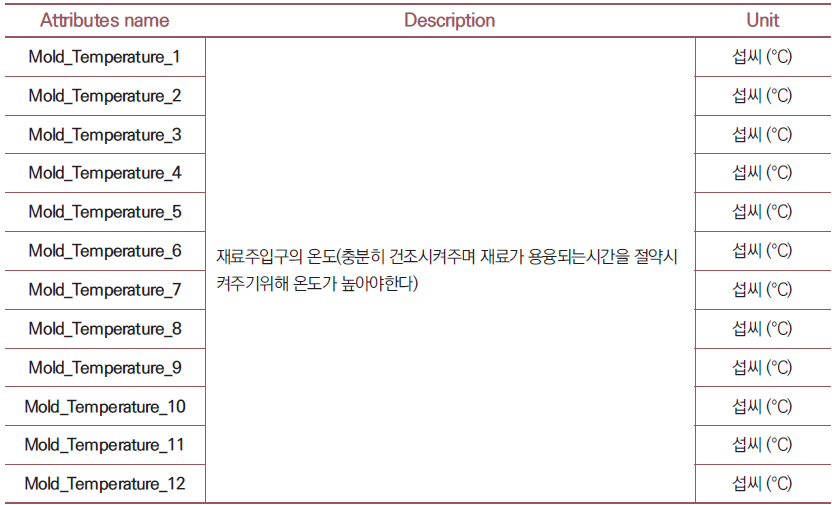 Attributes name Description Unit
Mold_Temperature_1 섭씨 (°C)
Mold_Temperature_2 섭씨 (°C)
Mold_Temperature_3 섭씨 (°C)
Mold_Temperature_4 섭씨 (°C)
Mold_Temperature_5 섭씨 (°C)
Mold_Temperature_6 섭씨 (°C)
재료주입구의 온도(충분히 건조시켜주며 재료가 용융되는시간을 절약시
켜주기위해 온도가 높아야한다)
Mold_Temperature_7 섭씨 (°C)
Mold_Temperature_8 섭씨 (°C)
Mold_Temperature_9 섭씨 (°C)
Mold_Temperature_10 섭씨 (°C)
Mold_Temperature_11 섭씨 (°C)
Mold_Temperature_12 섭씨 (°C)